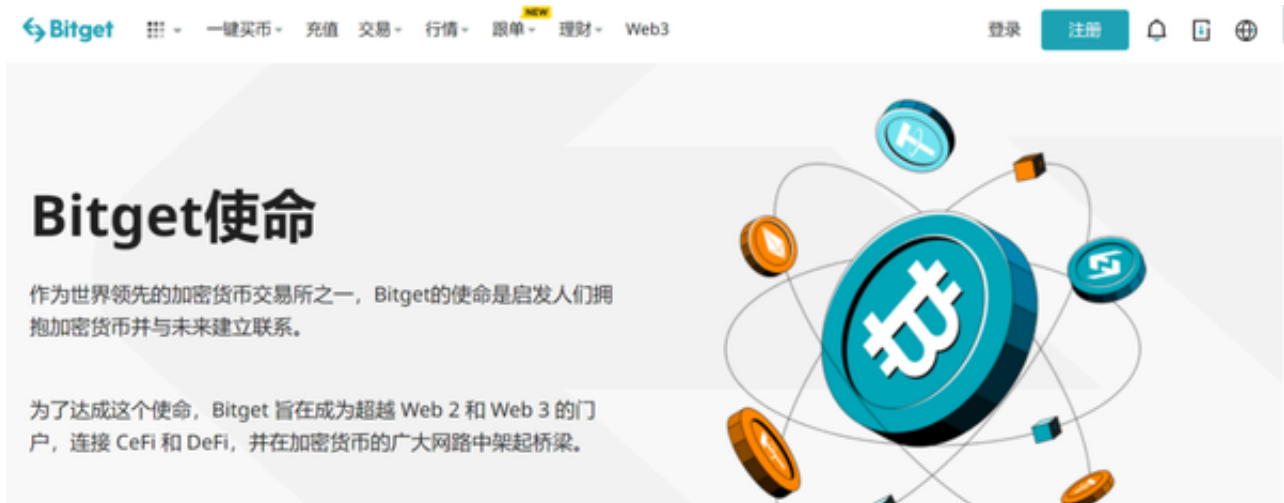 Bitget 一键买币 充值 交易 行情 跟单 NEW 理财 Web3 登录 注册
Bitget使命
作为世界领先的加密货币交易所之一，Bitget的使命是启发人们拥
抱加密货币并与未来建立联系。
为了达成这个使命，Bitget 旨在成为超越 Web 2 和 Web 3 的门
户，连接 CeFi 和 DeFi，并在加密货币的广大网路中架起桥梁。